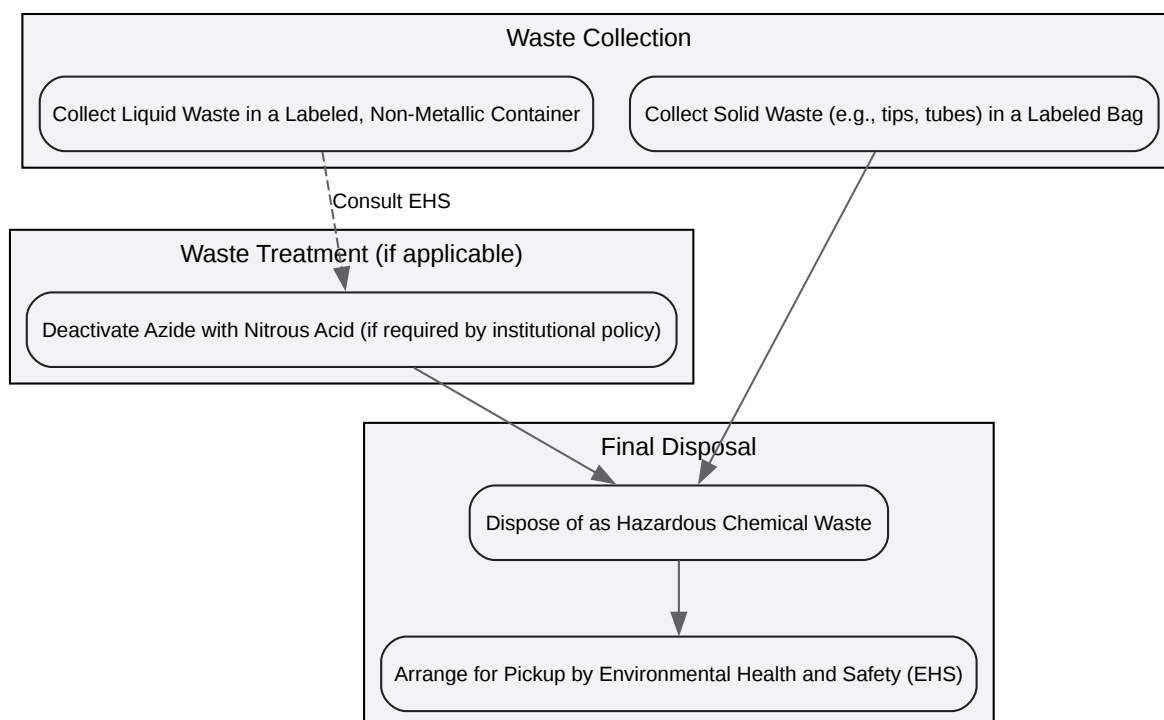 Waste Collection
Collect Liquid Waste in a Labeled, Non-Metallic Container
Collect Solid Waste (e.g., tips, tubes) in a Labeled Bag
Consult EHS
Waste Treatment (if applicable)
Deactivate Azide with Nitrous Acid (if required by institutional policy)
Final Disposal
Dispose of as Hazardous Chemical Waste
Arrange for Pickup by Environmental Health and Safety (EHS)